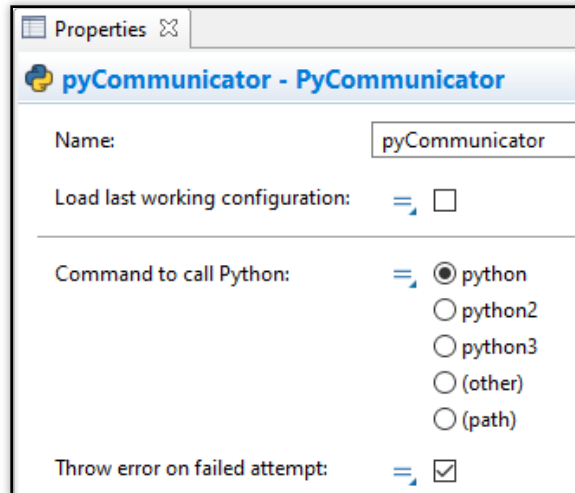 Properties
pyCommunicator - PyCommunicator
Name: pyCommunicator
Load last working configuration:
Command to call Python: python
python2
python3
(other)
(path)
Throw error on failed attempt: